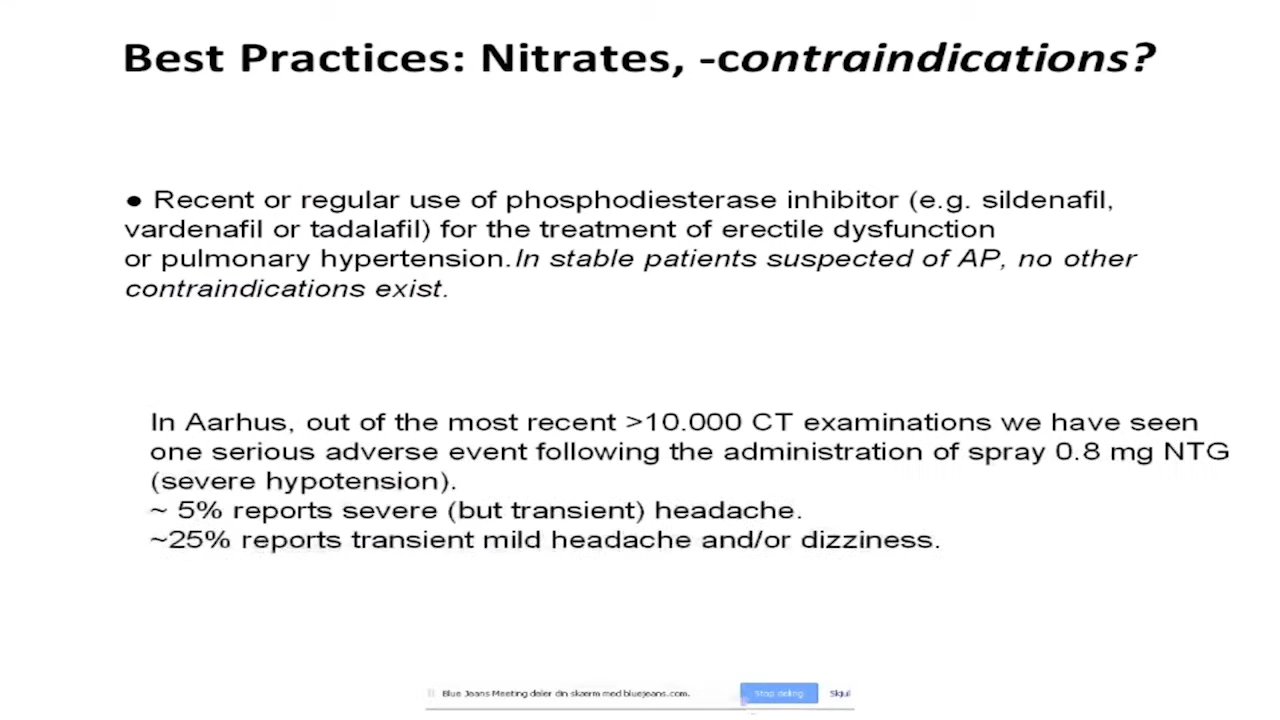 Best Practices: Nitrates, -contraindications?
● Recent or regular use of phosphodiesterase inhibitor (e.g. sildenafil,
vardenafil or tadalafil) for the treatment of erectile dysfunction
or pulmonary hypertension.In stable patients suspected of AP, no other
contraindications exist.
In Aarhus, out of the most recent >10.000 CT examinations we have seen
one serious adverse event following the administration of spray 0.8 mg NTG
(severe hypotension).
~ 5% reports severe (but transient) headache.
~25% reports transient mild headache and/or dizziness.
Blue Jeans Meeting deler din skærm med bluejeans.com.
Stop deling
Skjul